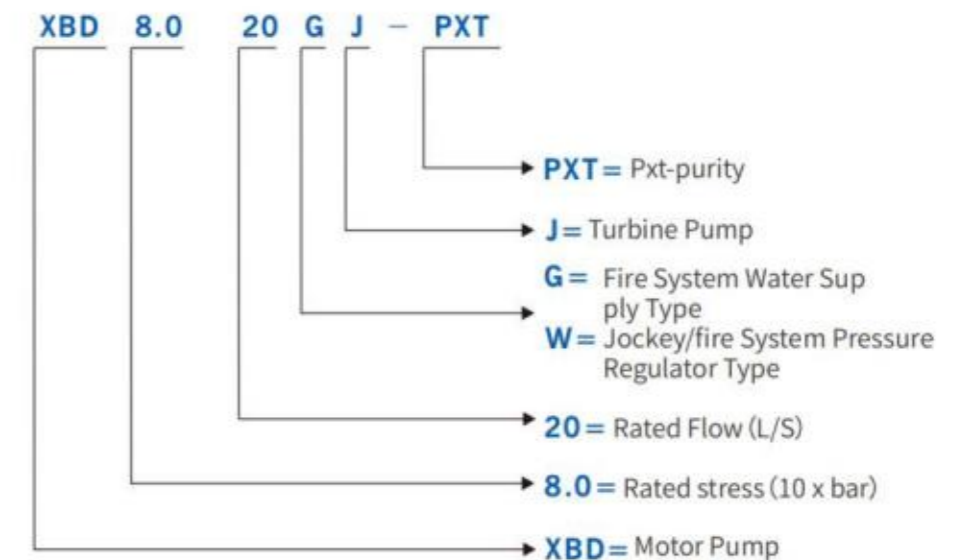 XBD 8.0 20 G J - PXT
PXT= Pxt-purity
J= Turbine Pump
G= Fire System Water Sup
ply Type
W= Jockey/fire System Pressure
Regulator Type
20= Rated Flow (L/S)
8.0= Rated stress (10 x bar)
XBD= Motor Pump